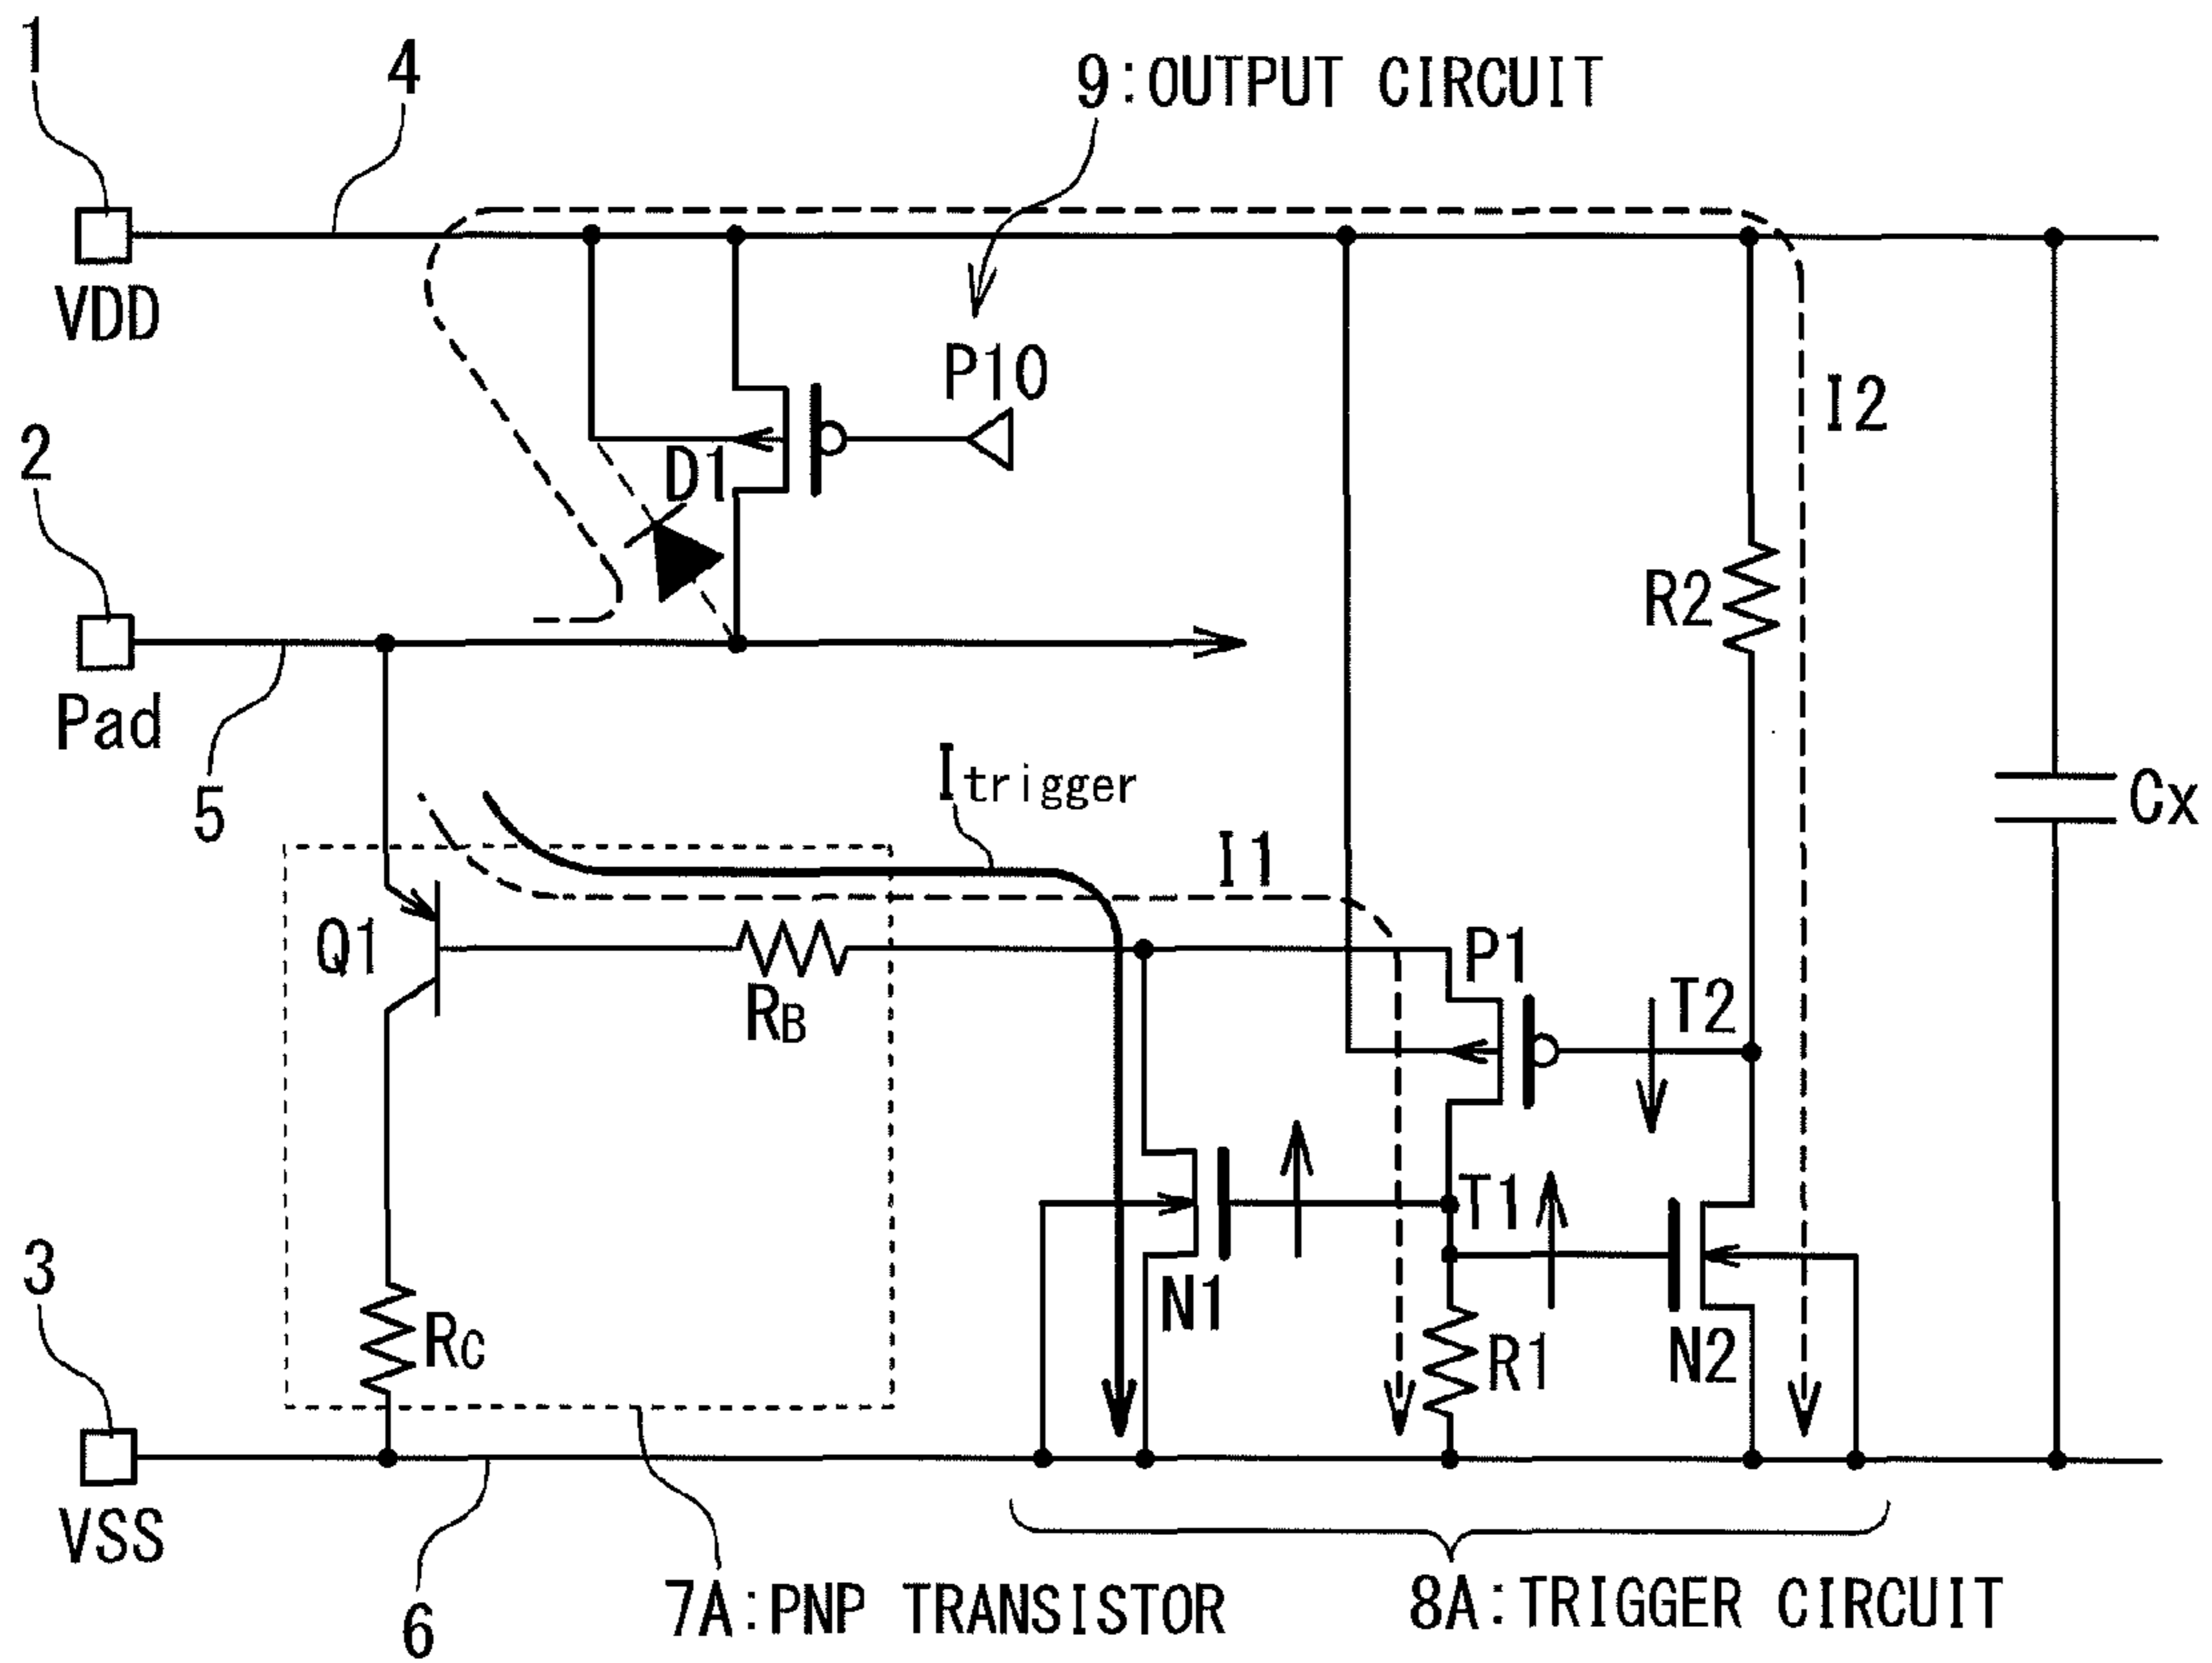 1
4
9:OUTPUT CIRCUIT
VDD
P10
I2
2
D1
R2
Pad
Itrigger
5
Cx
I1
Q1
P1
RB
T2
T1
3
N1
RC
R1
N2
VSS
7A:PNP TRANSISTOR
8A:TRIGGER CIRCUIT
6